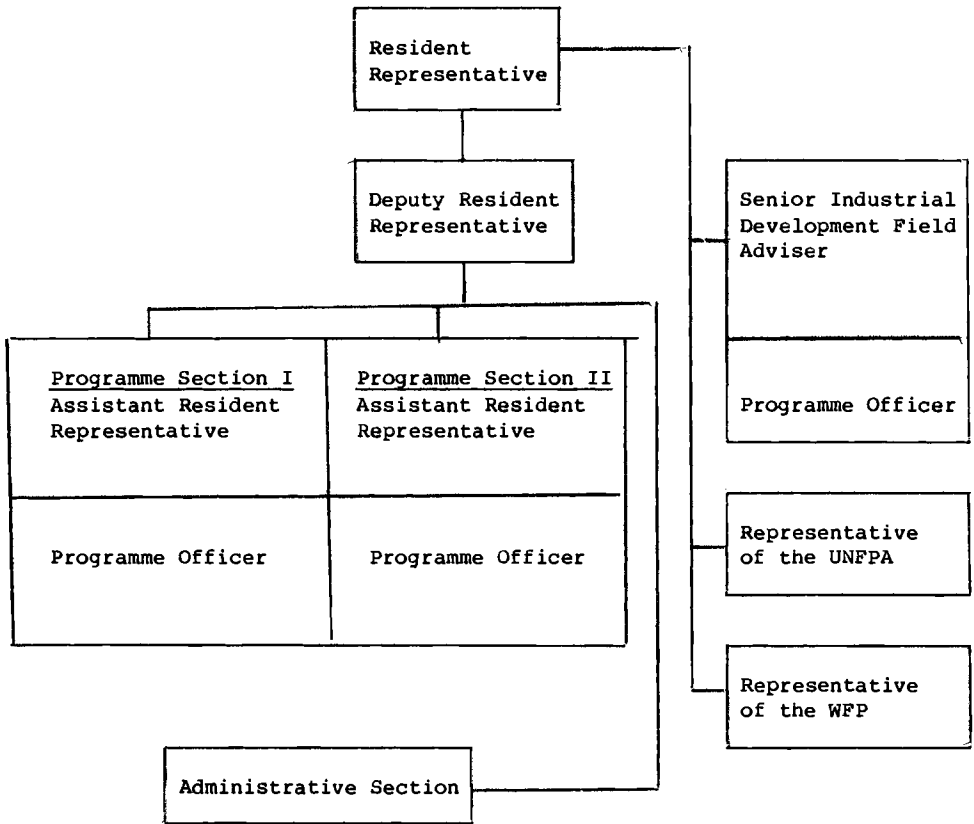 Resident
Representative
Deputy Resident
Representative
Senior Industrial
Development Field
Adviser
Programme Officer
Programme Section I
Assistant Resident
Representative
Programme Officer
Programme Section II
Assistant Resident
Representative
Programme Officer
Representative
of the UNFPA
Representative
of the WFP
Administrative Section